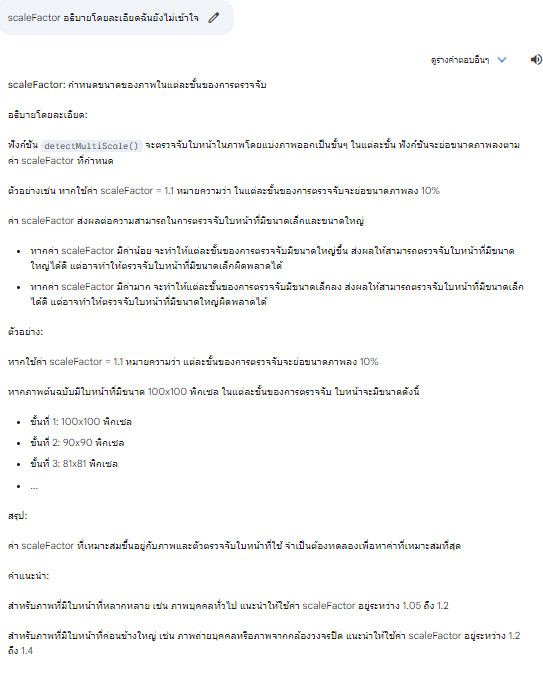 scaleFactor อธิบายโดยละเอียดฉันยังไม่เข้าใจ
ดูร่างคำตอบอื่นๆ
scaleFactor: กำหนดขนาดของภาพในแต่ละขั้นของการตรวจจับ
อธิบายโดยละเอียด:
ฟังก์ชัน detectMultiScale() จะตรวจจับใบหน้าในภาพโดยแบ่งภาพออกเป็นขั้นๆ ในแต่ละขั้น ฟังก์ชันจะย่อขนาดภาพลงตาม
ค่า scaleFactor ที่กำหนด
ตัวอย่างเช่น หากใช้ค่า scaleFactor = 1.1 หมายความว่า ในแต่ละขั้นของการตรวจจับจะย่อขนาดภาพลง 10%
ค่า scaleFactor ส่งผลต่อความสามารถในการตรวจจับใบหน้าที่มีขนาดเล็กและขนาดใหญ่
• หากค่า scaleFactor มีค่าน้อย จะทำให้แต่ละขั้นของการตรวจจับมีขนาดใหญ่ขึ้น ส่งผลให้สามารถตรวจจับใบหน้าที่มีขนาด
ใหญ่ได้ดี แต่อาจทำให้ตรวจจับใบหน้าที่มีขนาดเล็กผิดพลาดได้
• หากค่า scaleFactor มีค่ามาก จะทำให้แต่ละขั้นของการตรวจจับมีขนาดเล็กลง ส่งผลให้สามารถตรวจจับใบหน้าที่มีขนาดเล็ก
ได้ดี แต่อาจทำให้ตรวจจับใบหน้าที่มีขนาดใหญ่ผิดพลาดได้
ตัวอย่าง:
หากใช้ค่า scaleFactor = 1.1 หมายความว่า แต่ละขั้นของการตรวจจับจะย่อขนาดภาพลง 10%
หากภาพต้นฉบับมีใบหน้าที่มีขนาด 100x100 พิกเซล ในแต่ละขั้นของการตรวจจับ ใบหน้าจะมีขนาดดังนี้
• ขั้นที่ 1: 100x100 พิกเซล
• ขั้นที่ 2: 90x90 พิกเซล
• ขั้นที่ 3: 81x81 พิกเซล
• ...
สรุป:
ค่า scaleFactor ที่เหมาะสมขึ้นอยู่กับภาพและตัวตรวจจับใบหน้าที่ใช้ จำเป็นต้องทดลองเพื่อหาค่าที่เหมาะสมที่สุด
คำแนะนำ:
สำหรับภาพที่มีใบหน้าที่หลากหลาย เช่น ภาพบุคคลทั่วไป แนะนำให้ใช้ค่า scaleFactor อยู่ระหว่าง 1.05 ถึง 1.2
สำหรับภาพที่มีใบหน้าที่ค่อนข้างใหญ่ เช่น ภาพถ่ายบุคคลหรือภาพจากกล้องวงจรปิด แนะนำให้ใช้ค่า scaleFactor อยู่ระหว่าง 1.2
ถึง 1.4